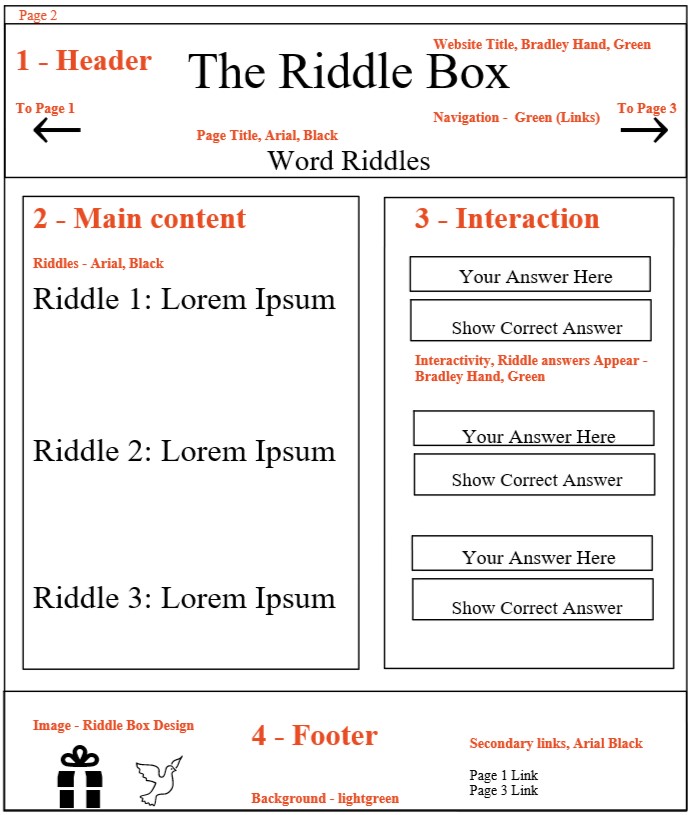 Page 2
1 - Header
Website Title, Bradley Hand, Green
The Riddle Box
To Page 1
To Page 3
Navigation - Green (Links)
Page Title, Arial, Black
Word Riddles
2 - Main content
Riddles - Arial, Black
Riddle 1: Lorem Ipsum
Riddle 2: Lorem Ipsum
Riddle 3: Lorem Ipsum
3 - Interaction
Your Answer Here
Show Correct Answer
Interactivity, Riddle answers Appear -
Bradley Hand, Green
Your Answer Here
Show Correct Answer
Your Answer Here
Show Correct Answer
Image - Riddle Box Design
4 - Footer
Background - lightgreen
Secondary links, Arial Black
Page 1 Link
Page 3 Link